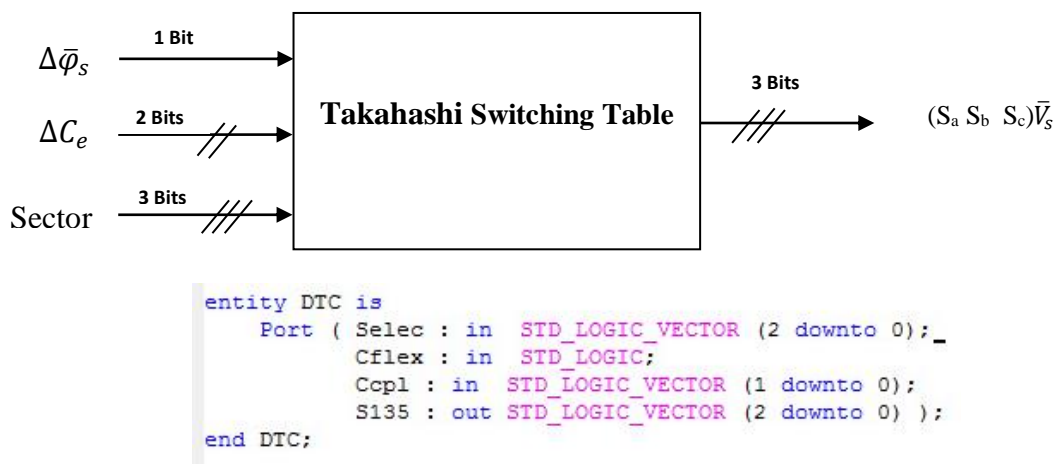 1 Bit
Δφ̄ₛ
2 Bits
ΔCₑ
3 Bits
Sector
Takahashi Switching Table
3 Bits
(Sₐ S_b S_c)V̄ₛ
entity DTC is
Port ( Selec : in STD_LOGIC_VECTOR (2 downto 0);
Cflex : in STD_LOGIC;
Ccpl : in STD_LOGIC_VECTOR (1 downto 0);
S135 : out STD_LOGIC_VECTOR (2 downto 0) );
end DTC;